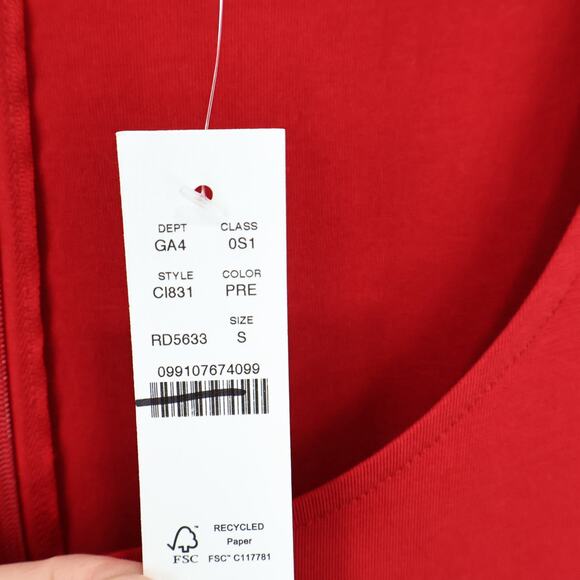 DEPT CLASS
GA4 0S1
STYLE COLOR
CI831 PRE
SIZE
RD5633 S
099107674099
RECYCLED
Paper
FSC FSC™ C117781